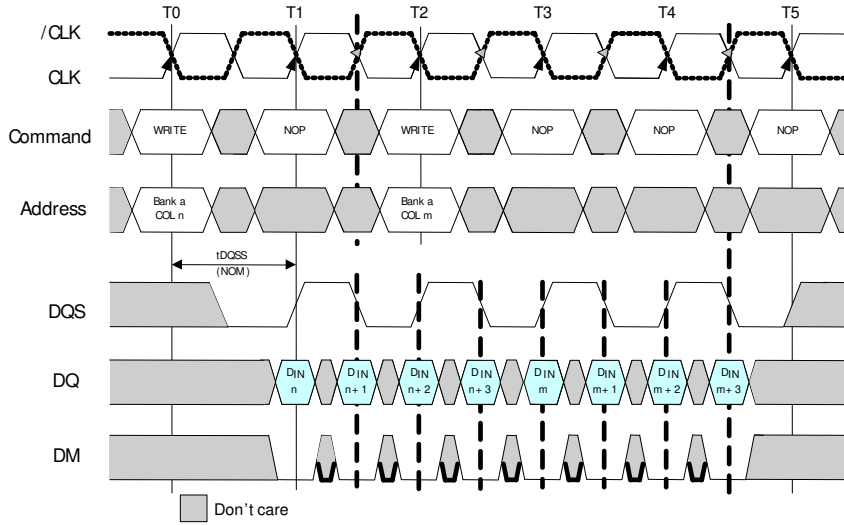 T0 T1 T2 T3 T4 T5
/CLK
CLK
Command WRITE NOP WRITE NOP NOP NOP
Address Bank a Bank a
COL n COL m
tDQSS
(NOM)
DQS
DQ DIN DIN DIN DIN DIN DIN DIN DIN
n n+1 n+2 n+3 m m+1 m+2 m+3
DM
Don't care